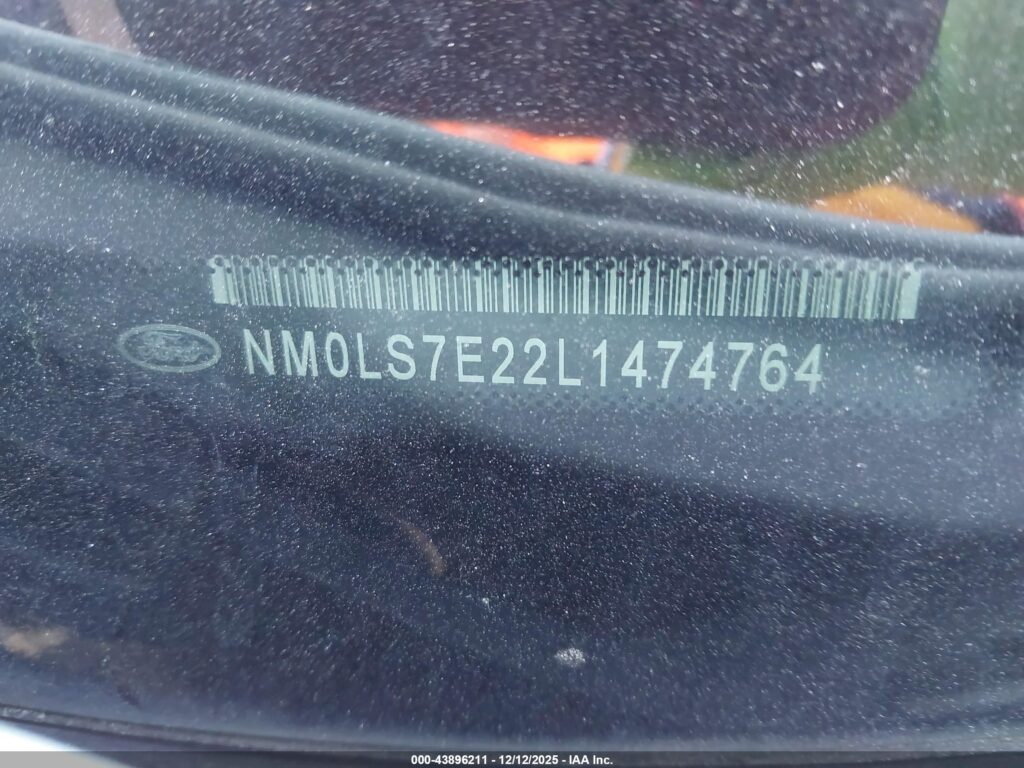 NM0LS7E22L1474764
000-43896211 - 12/12/2025 - IAA Inc.